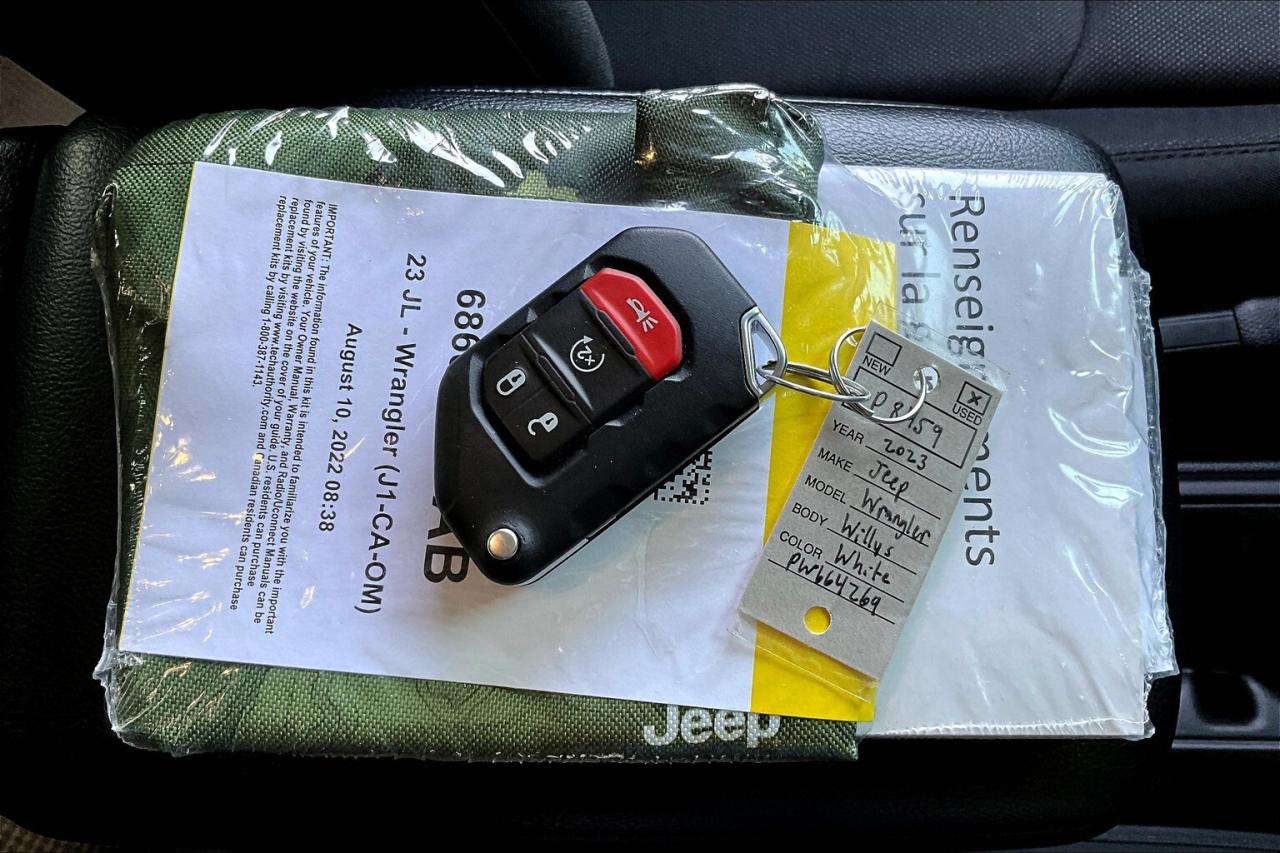 IMPORTANT: The information found in this kit is intended to familiarize you with the important
features of your vehicle. Your Owner Manual, Warranty, and Radio/Uconnect Manuals can be
found by visiting the website on the cover of your guide. U.S. residents can purchase
replacement kits by visiting www.techauthority.com and Canadian residents can purchase
replacement kits by calling 1-800-387-1143.
23 JL - Wrangler (J1-CA-OM)
August 10, 2022 08:38
AB
Jeep
sur la
NEW
X
USED
P8159
YEAR 2023
MAKE Jeep
MODEL Wrangler
BODY Willys
COLOR White
PW664269